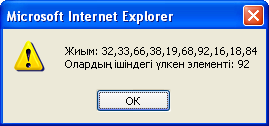 Microsoft Internet Explorer
Жиым: 32,33,66,38,19,68,92,16,18,84
Олардың ішіндегі үлкен элементі: 92
OK